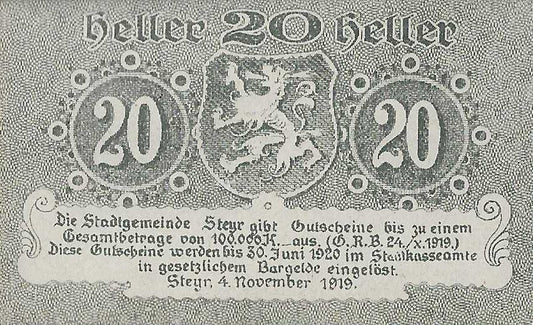 Heller 20 Heller
20 20
Die Stadtgemeinde Steyr gibt Gutscheine bis zu einem
Gesamtbetrage von 100.000 K. aus. (G.R.B. 24./X.1919.)
Diese Gutscheine werden bis 30. Juni 1920 im Stadtkasseamte
in gesetzlichem Bargelde eingelöst.
Steyr, 4. November 1919.